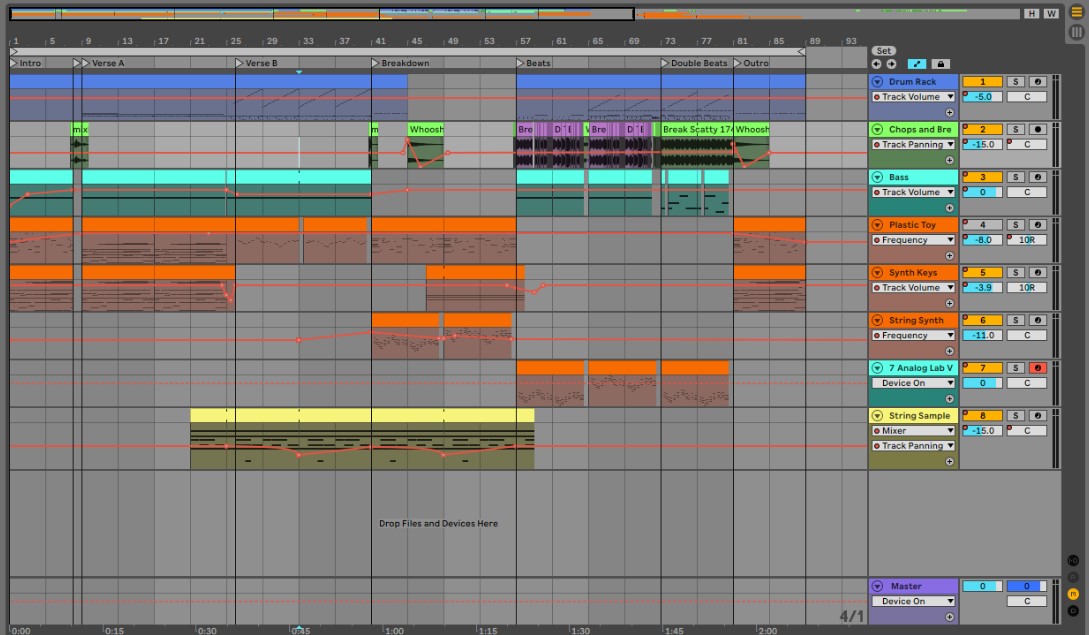 H W
1 5 9 13 17 21 25 29 33 37 41 45 49 53 57 61 65 69 73 77 81 85 89 93
Set
Intro Verse A Verse B Breakdown Beats Double Beats Outro
Drum Rack 1 S
Track Volume -5.0 C
mix m Whoosh Bre D Bre D Break Scatty 174 Whoosh Chops and Bre 2 S
Track Panning -15.0 C
Bass 3 S
Track Volume 0 C
Plastic Toy 4 S
Frequency -8.0 10R
Synth Keys 5 S
Track Volume -3.9 10R
String Synth 6 S
Frequency -11.0 C
7 Analog Lab V 7 S
Device On 0 C
String Sample 8 S
Mixer -15.0 C
Track Panning
Drop Files and Devices Here
Master 0 0
Device On C
4/1
0:00 0:15 0:30 0:45 1:00 1:15 1:30 1:45 2:00